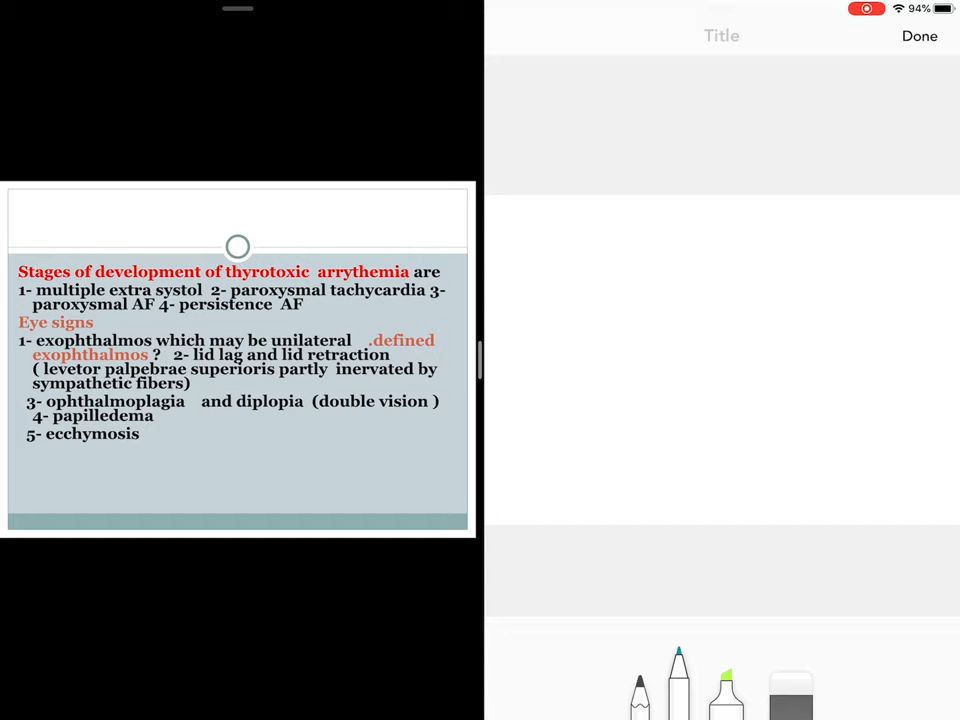 94%
Title
Done
Stages of development of thyrotoxic arrythemia are
1- multiple extra systol 2- paroxysmal tachycardia 3-
paroxysmal AF 4- persistence AF
Eye signs
1- exophthalmos which may be unilateral .defined
exophthalmos ? 2- lid lag and lid retraction
( levetor palpebrae superioris partly inervated by
sympathetic fibers)
3- ophthalmoplagia and diplopia (double vision )
4- papilledema
5- ecchymosis